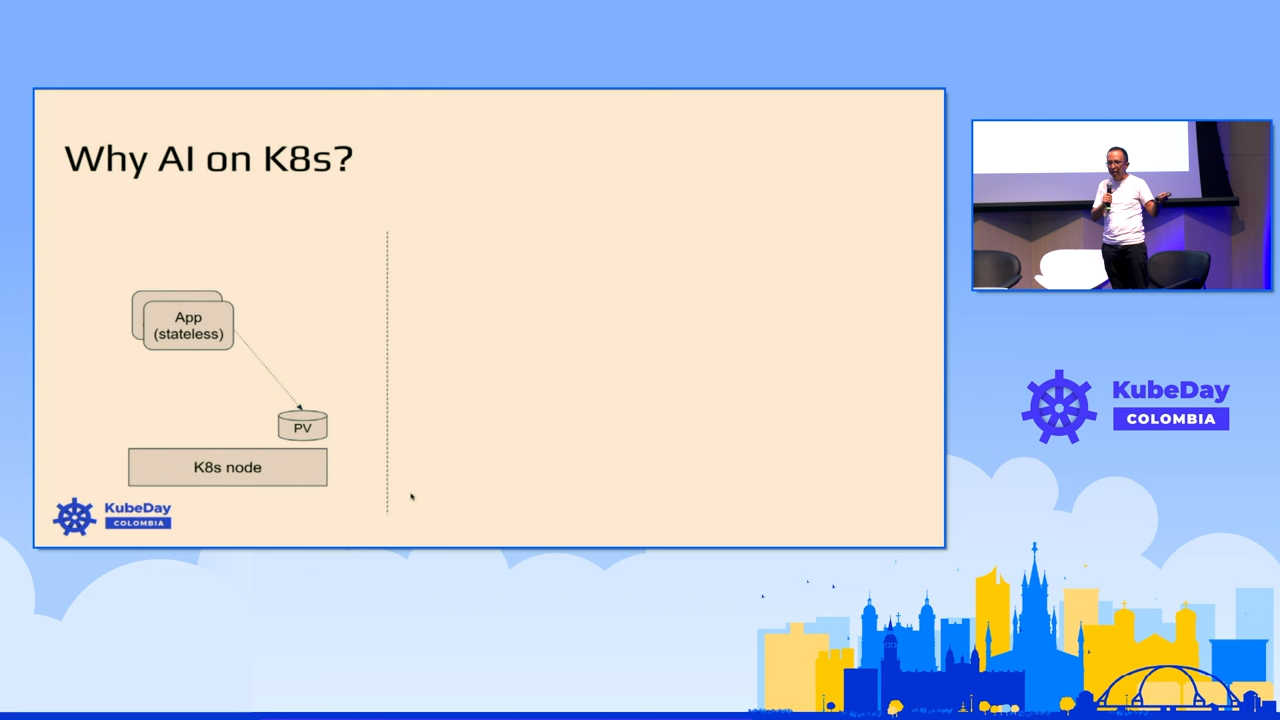 Why AI on K8s?
App
(stateless)
PV
K8s node
KubeDay
COLOMBIA
KubeDay
COLOMBIA